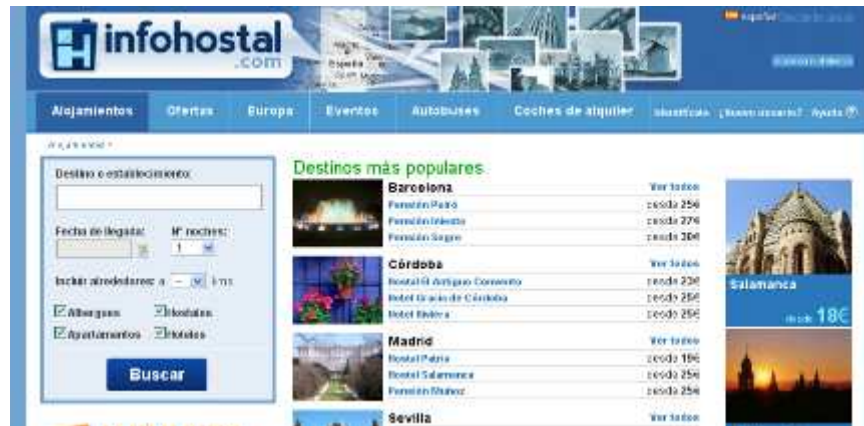 infohostal
.com
español
Alojamientos Ofertas Europa Eventos Autobuses Coches de alquiler Identifícate ¿Nuevo usuario? Ayuda
Destino o establecimiento:
Fecha de llegada: Nº noches:
1
Incluir alrededores: a - kms
Albergues Hostales
Apartamentos Hoteles
Buscar
Destinos más populares
Barcelona Ver todos
Pensión Peiró desde 25€
Pensión Iniesta desde 27€
Pensión Segre desde 30€
Córdoba Ver todos
Hostal El Antiguo Convento desde 23€
Hotel Gracia de Córdoba desde 25€
Hotel Riviera desde 25€
Madrid Ver todos
Hostal Patria desde 19€
Hostal Salamanca desde 25€
Pensión Muñoz desde 25€
Sevilla Ver todos
Salamanca
desde 18€